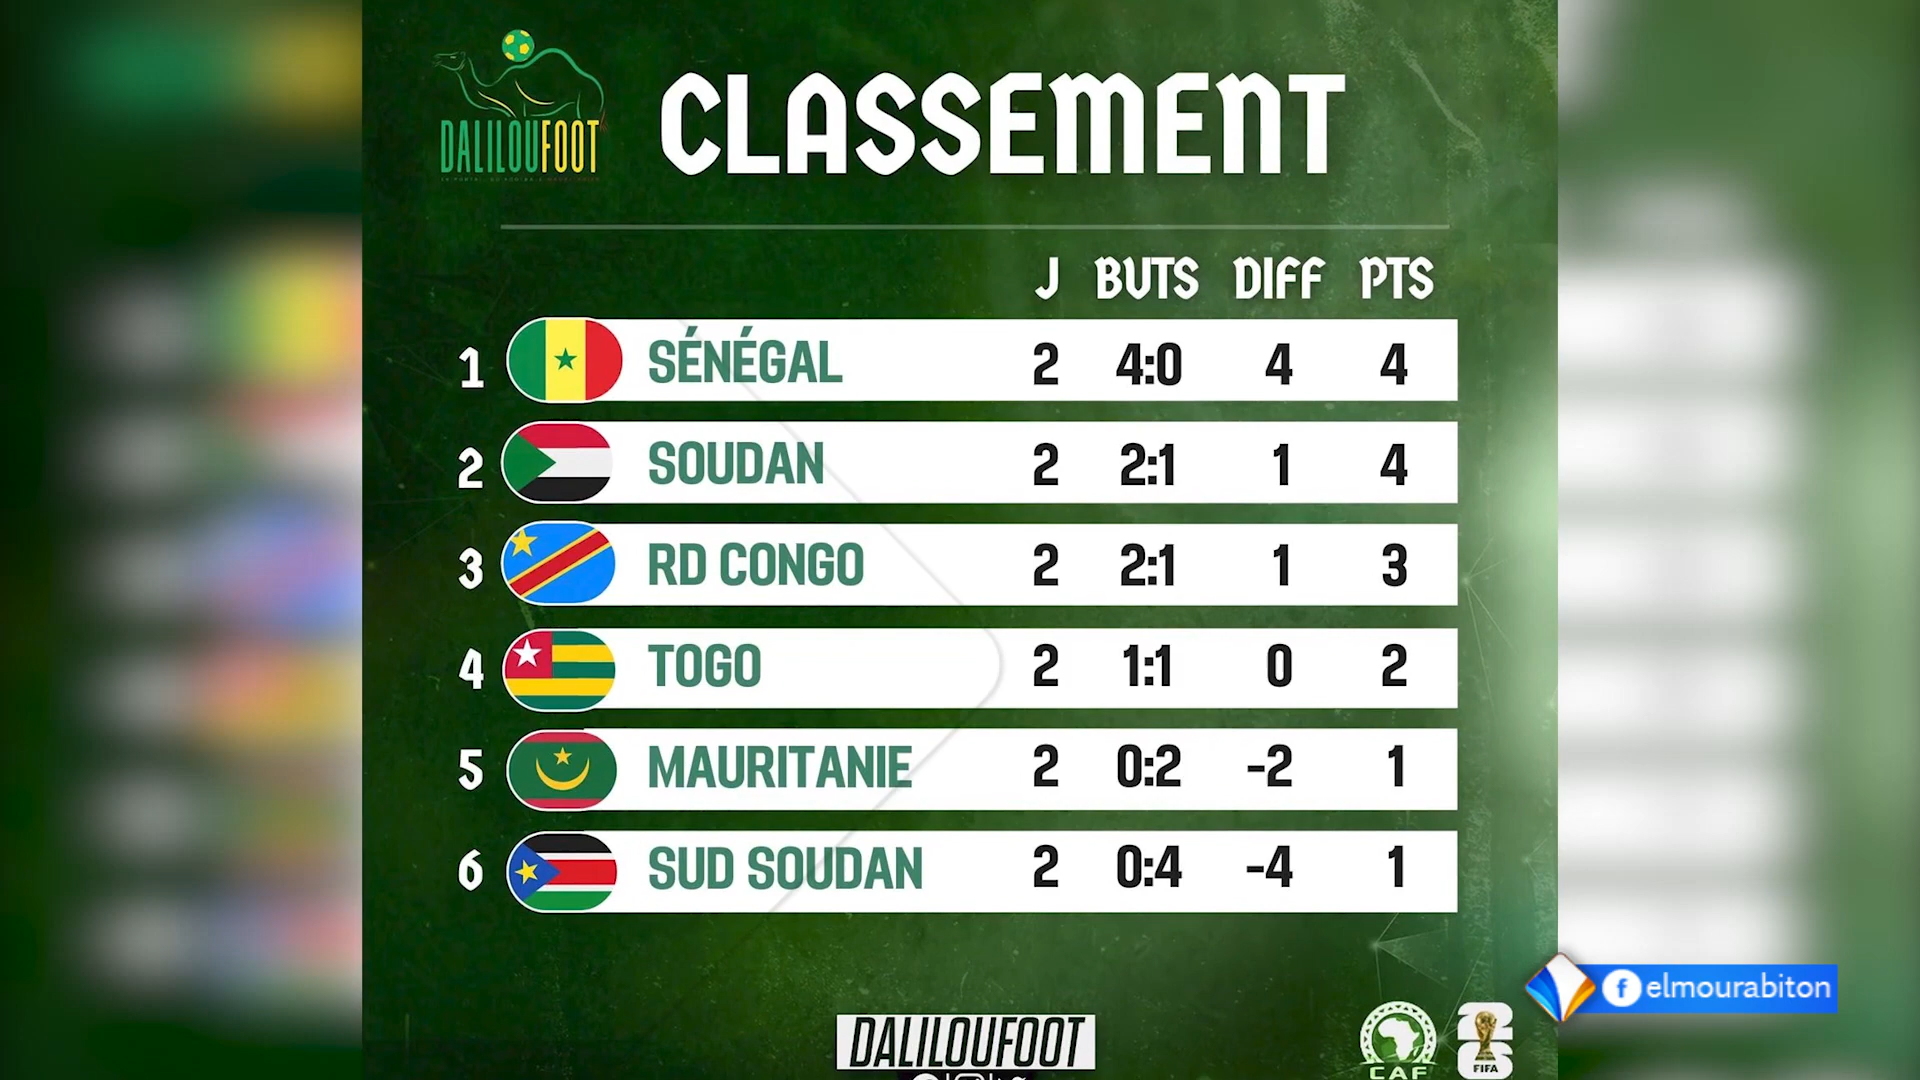 DALILOUFOOT
CLASSEMENT
J BUTS DIFF PTS
1 SÉNÉGAL 2 4:0 4 4
2 SOUDAN 2 2:1 1 4
3 RD CONGO 2 2:1 1 3
4 TOGO 2 1:1 0 2
5 MAURITANIE 2 0:2 -2 1
6 SUD SOUDAN 2 0:4 -4 1
f elmourabiton
DALILOUFOOT
CAF
26
FIFA